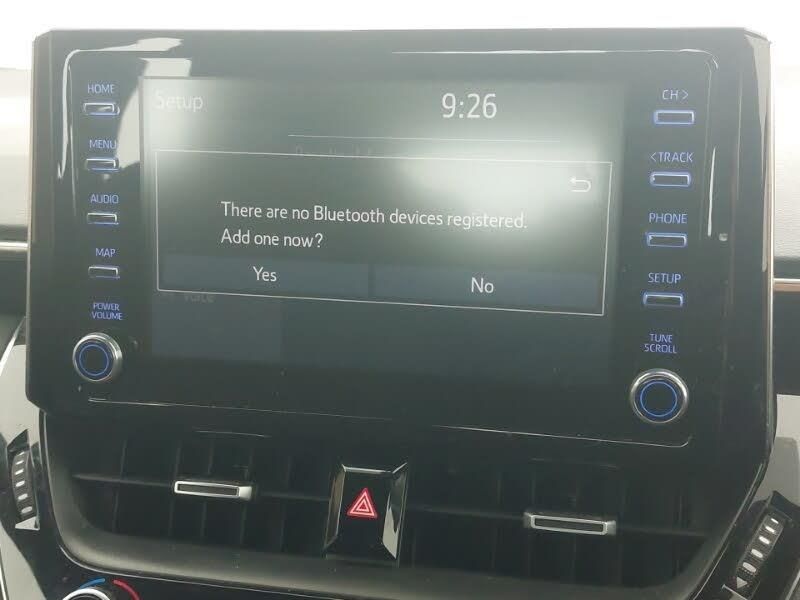 HOME
MENU
AUDIO
MAP
POWER
VOLUME
Setup
9:26
There are no Bluetooth devices registered.
Add one now?
Yes
No
Voice
CH >
< TRACK
PHONE
SETUP
TUNE
SCROLL